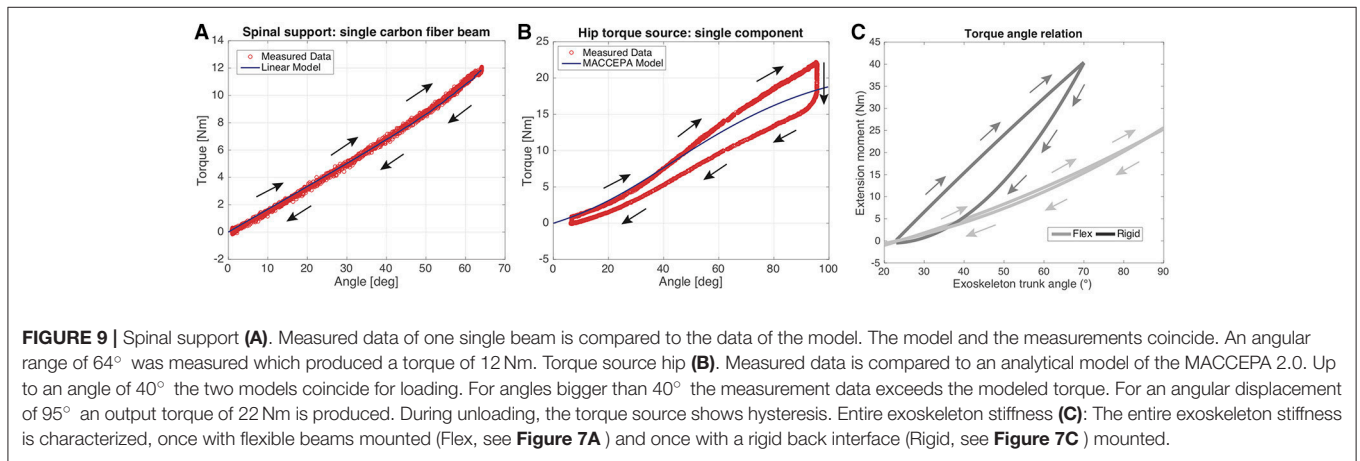 A
Spinal support: single carbon fiber beam
14
12
10
8
6
4
2
0
-2
Torque [Nm]
Measured Data
Linear Model
0 10 20 30 40 50 60 70
Angle [deg]
B
Hip torque source: single component
25
20
15
10
5
0
-5
Torque [Nm]
Measured Data
MACCEPA Model
0 20 40 60 80 100
Angle [deg]
C
Torque angle relation
45
40
35
30
25
20
15
10
5
0
-5
Extension moment (Nm)
Flex Rigid
20 30 40 50 60 70 80 90
Exoskeleton trunk angle (°)
FIGURE 9 | Spinal support (A). Measured data of one single beam is compared to the data of the model. The model and the measurements coincide. An angular
range of 64° was measured which produced a torque of 12 Nm. Torque source hip (B). Measured data is compared to an analytical model of the MACCEPA 2.0. Up
to an angle of 40° the two models coincide for loading. For angles bigger than 40° the measurement data exceeds the modeled torque. For an angular displacement
of 95° an output torque of 22 Nm is produced. During unloading, the torque source shows hysteresis. Entire exoskeleton stiffness (C): The entire exoskeleton stiffness
is characterized, once with flexible beams mounted (Flex, see Figure 7A ) and once with a rigid back interface (Rigid, see Figure 7C ) mounted.